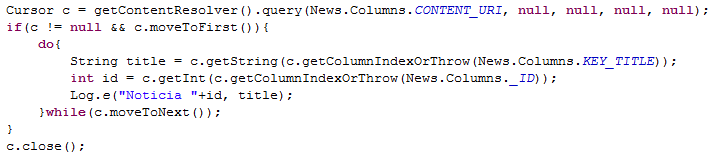 Cursor c = getContentResolver().query(News.Columns.CONTENT_URI, null, null, null, null);
if(c != null && c.moveToFirst()){
    do{
        String title = c.getString(c.getColumnIndexOrThrow(News.Columns.KEY_TITLE));
        int id = c.getInt(c.getColumnIndexOrThrow(News.Columns._ID));
        Log.e("Noticia "+id, title);
    }while(c.moveToNext());
}
c.close();